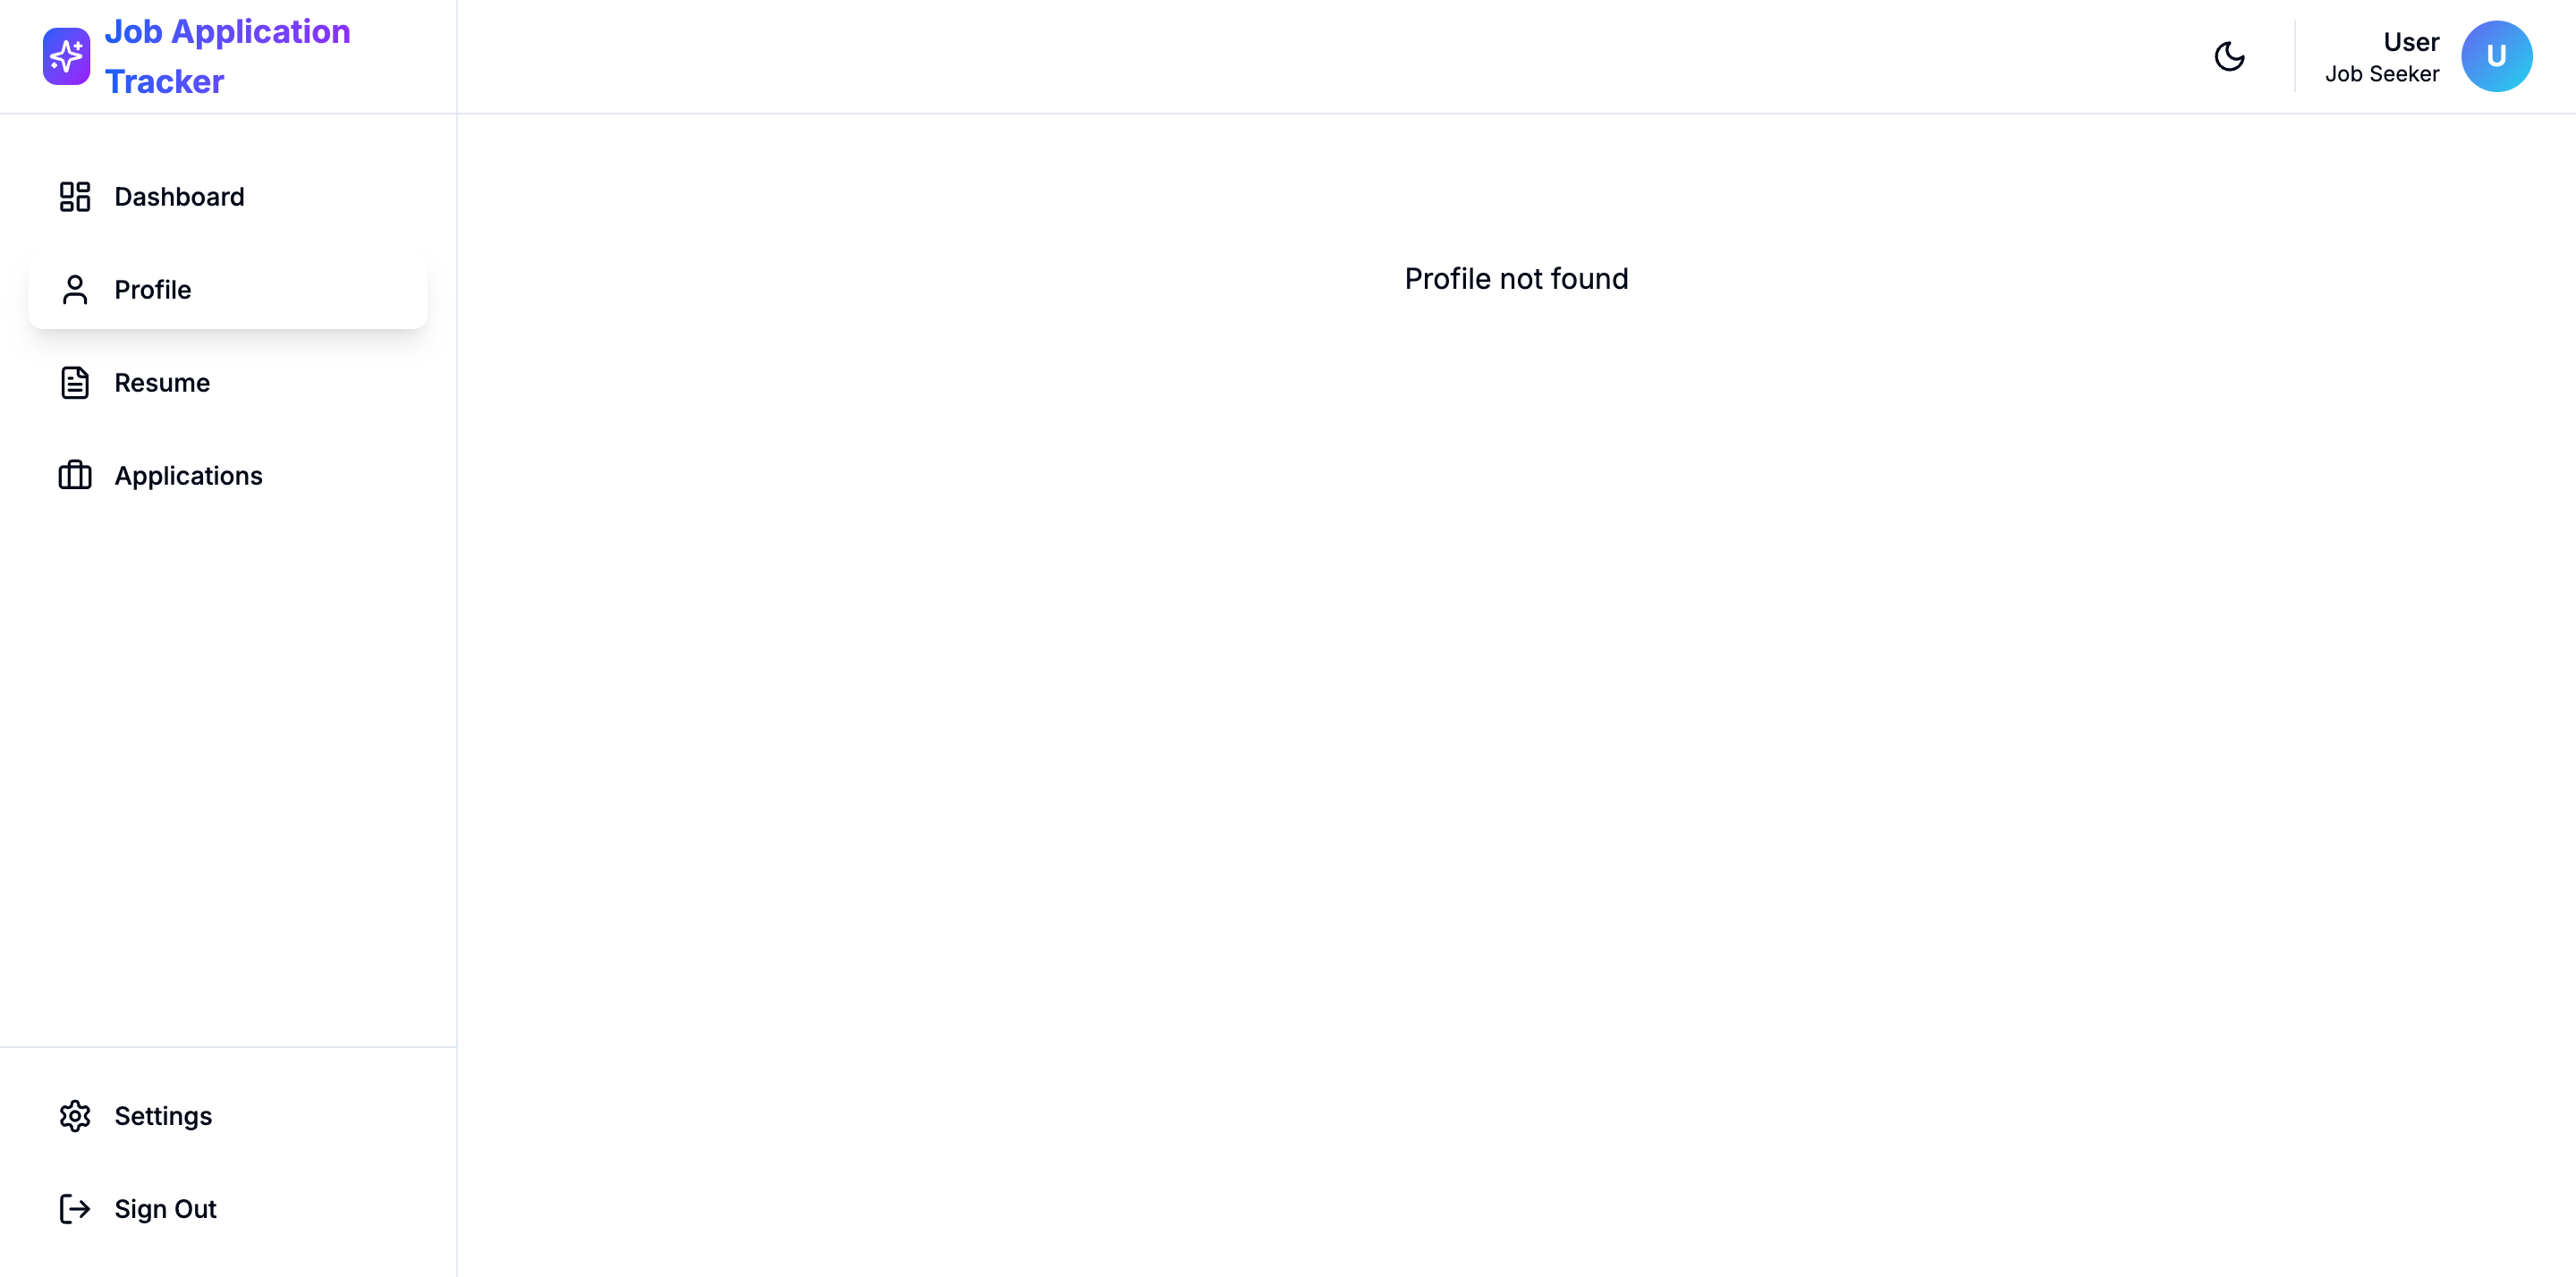 Job Application
Tracker
User
Job Seeker
U
Dashboard
Profile
Resume
Applications
Settings
Sign Out
Profile not found